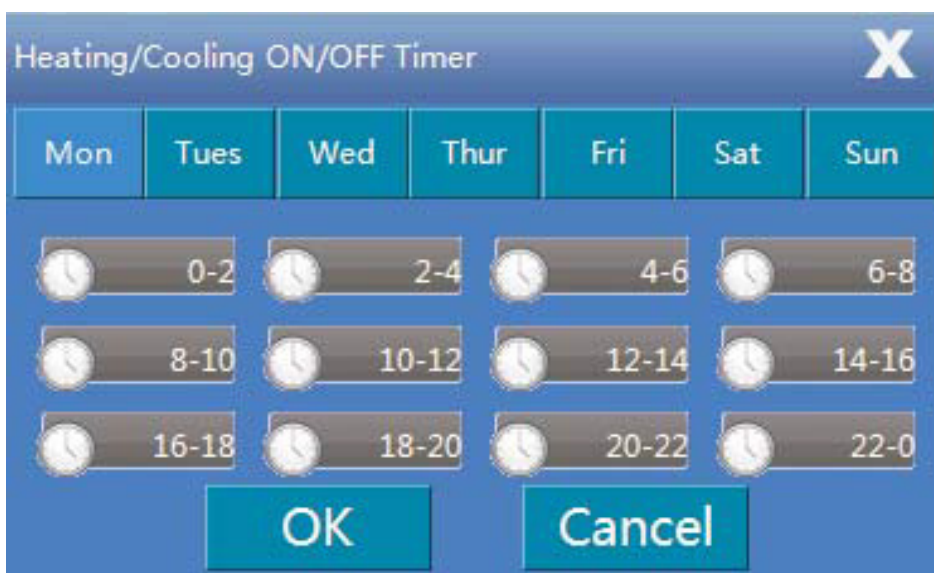 Heating/Cooling ON/OFF Timer X
Mon Tues Wed Thur Fri Sat Sun
0-2 2-4 4-6 6-8
8-10 10-12 12-14 14-16
16-18 18-20 20-22 22-0
OK Cancel